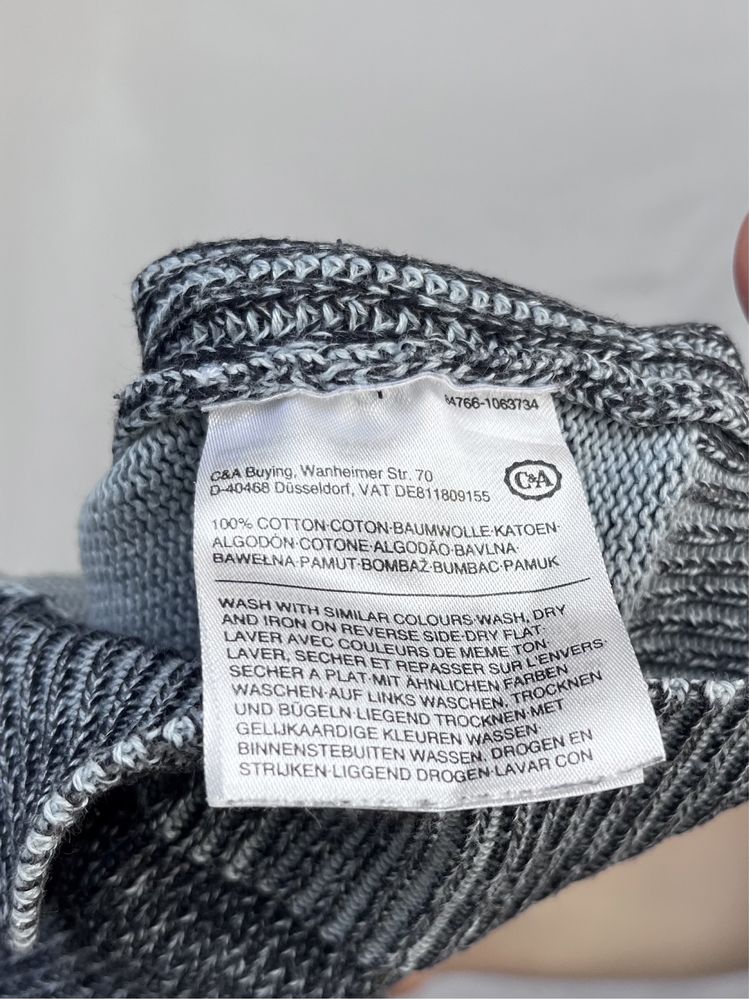 4766-1063734
C&A Buying, Wanheimer Str. 70
D-40468 Düsseldorf, VAT DE811809155
C&A
100% COTTON·COTON·BAUMWOLLE·KATOEN·
ALGODÓN·COTONE·ALGODÃO·BAVLNA·
BAWEŁNA·PAMUT·BOMBAŽ·BUMBAC·PAMUK
WASH WITH SIMILAR COLOURS·WASH, DRY
AND IRON ON REVERSE SIDE·DRY FLAT·
LAVER AVEC COULEURS DE MEME TON·
LAVER, SECHER ET REPASSER SUR L'ENVERS·
SECHER A PLAT·MIT ÄHNLICHEN FARBEN
WASCHEN·AUF LINKS WASCHEN, TROCKNEN
UND BÜGELN·LIEGEND TROCKNEN·MET
GELIJKAARDIGE KLEUREN WASSEN·
BINNENSTEBUITEN WASSEN, DROGEN EN
STRIJKEN·LIGGEND DROGEN·LAVAR CON